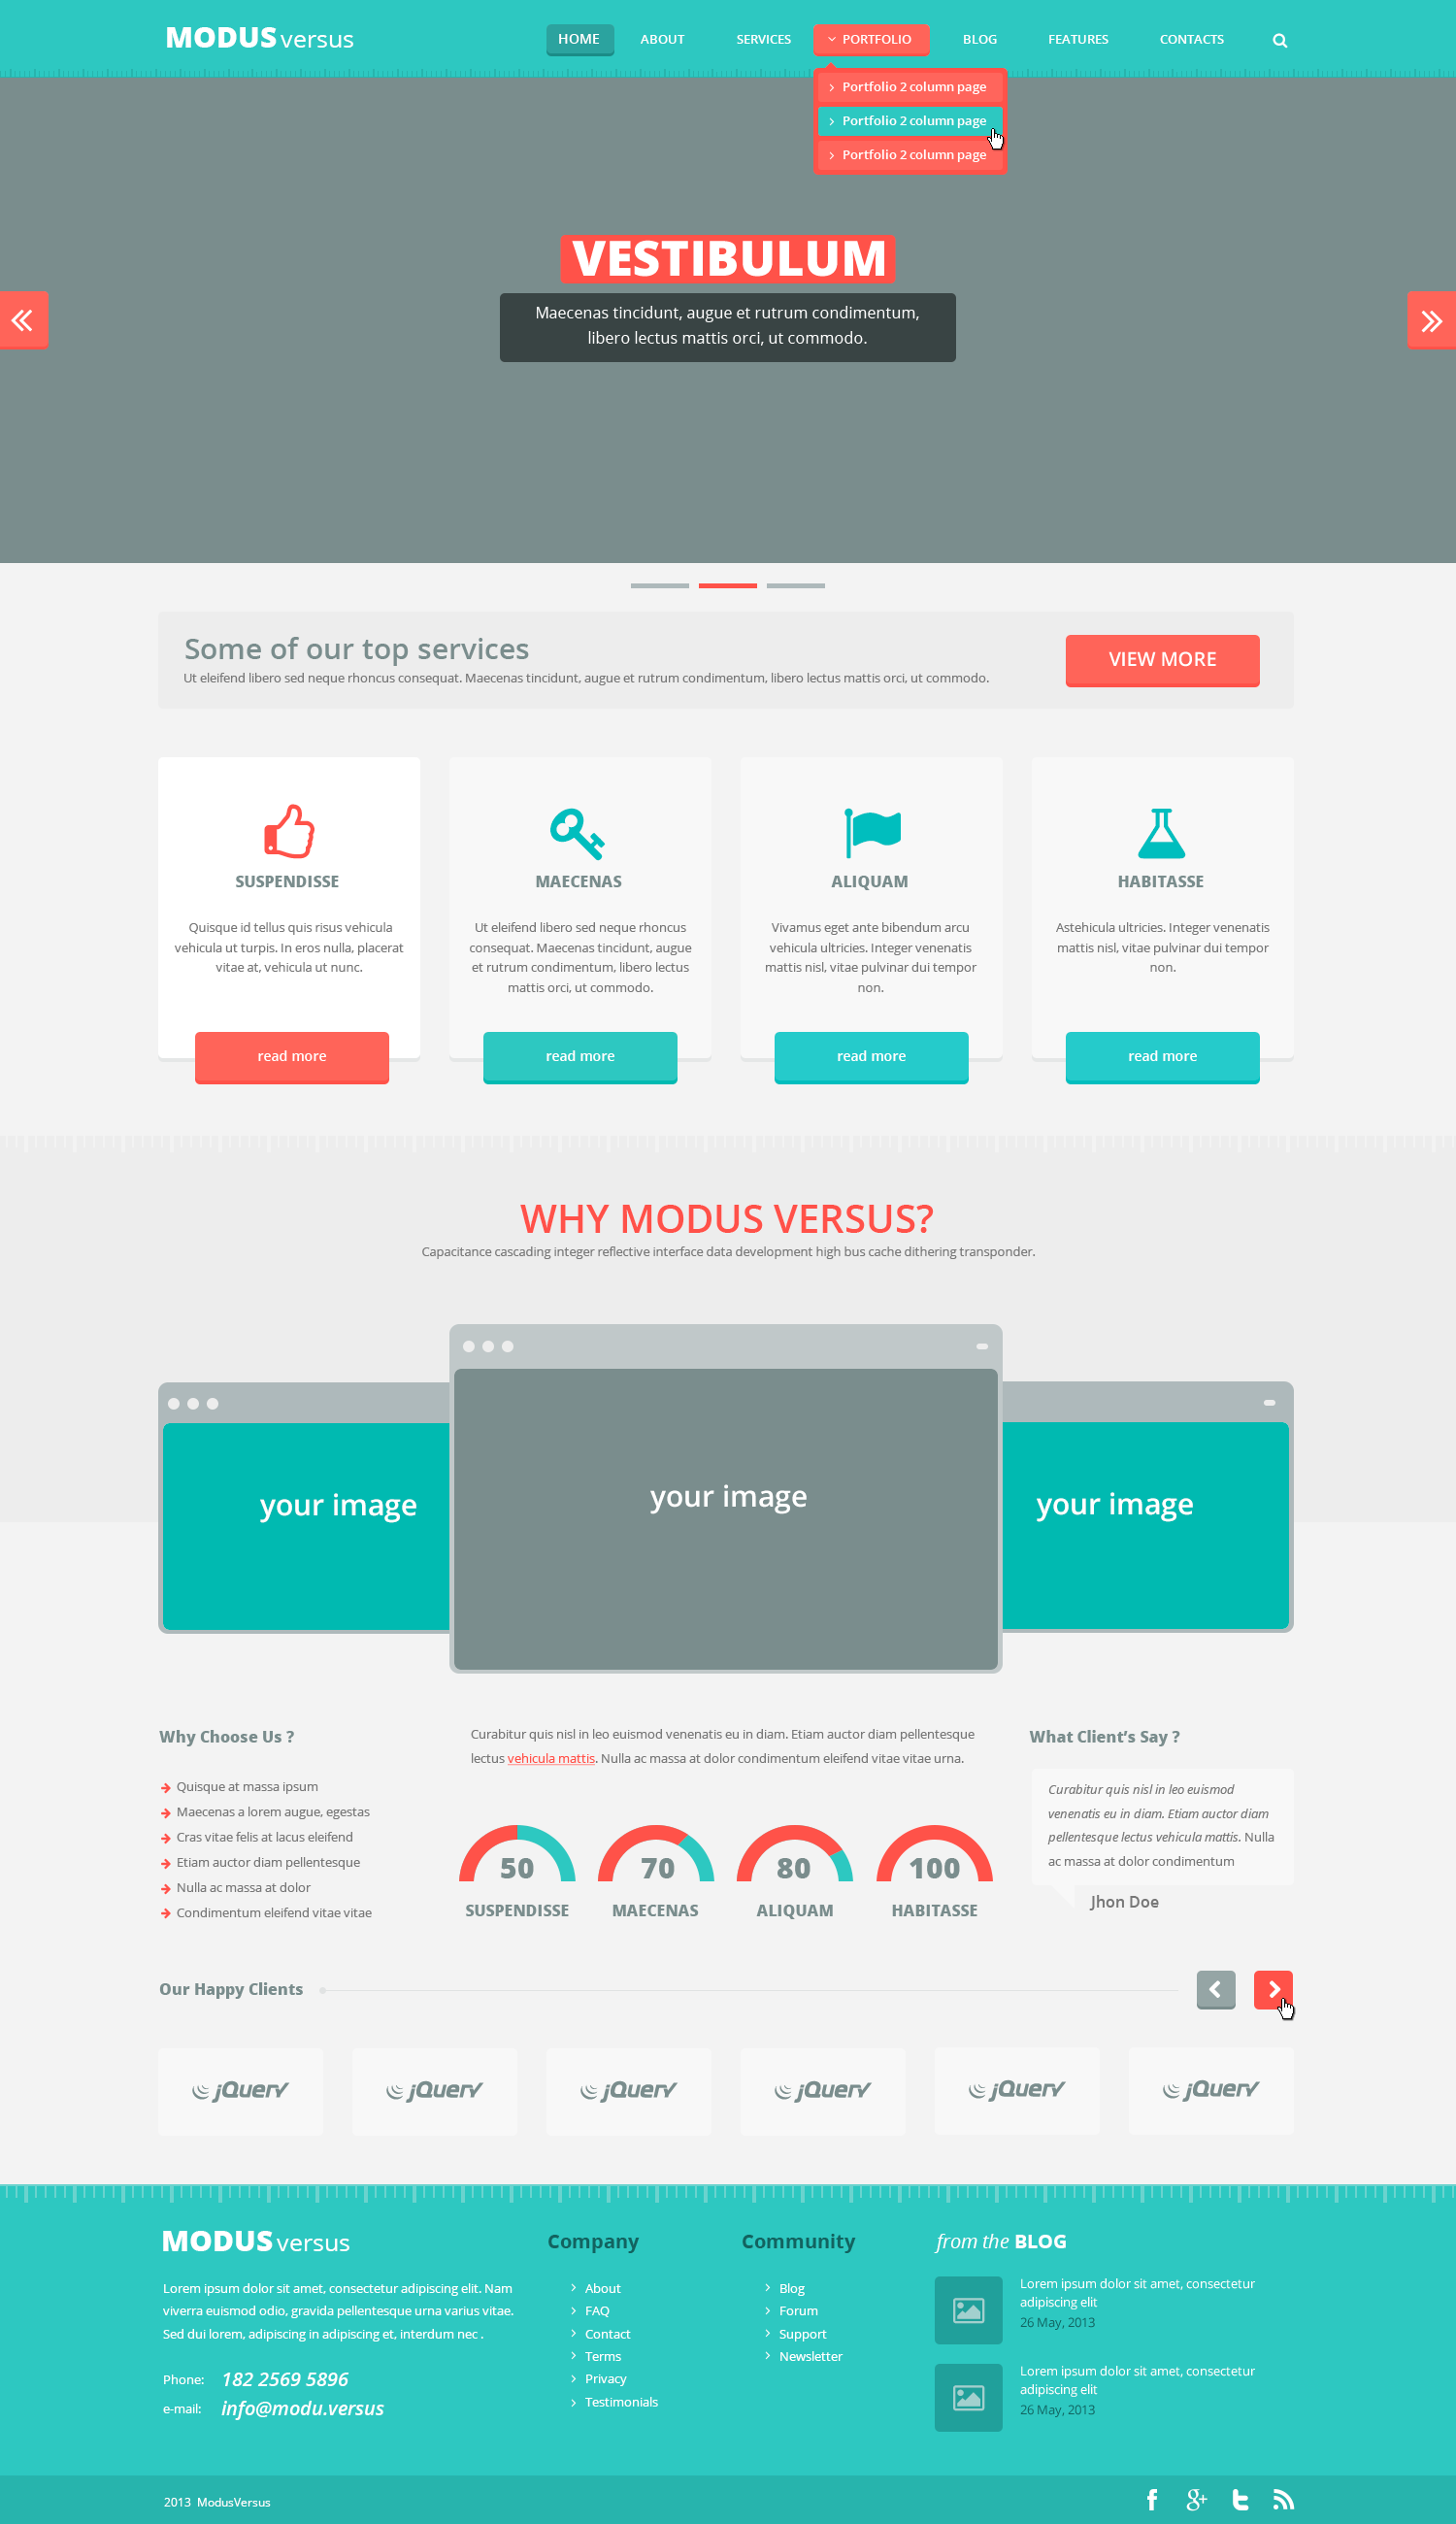 MODUS versus
HOME ABOUT SERVICES PORTFOLIO BLOG FEATURES CONTACTS
Portfolio 2 column page
Portfolio 2 column page
Portfolio 2 column page
VESTIBULUM
Maecenas tincidunt, augue et rutrum condimentum,
libero lectus mattis orci, ut commodo.
Some of our top services
Ut eleifend libero sed neque rhoncus consequat. Maecenas tincidunt, augue et rutrum condimentum, libero lectus mattis orci, ut commodo.
VIEW MORE
SUSPENDISSE
Quisque id tellus quis risus vehicula
vehicula ut turpis. In eros nulla, placerat
vitae at, vehicula ut nunc.
read more
MAECENAS
Ut eleifend libero sed neque rhoncus
consequat. Maecenas tincidunt, augue
et rutrum condimentum, libero lectus
mattis orci, ut commodo.
read more
ALIQUAM
Vivamus eget ante bibendum arcu
vehicula ultricies. Integer venenatis
mattis nisl, vitae pulvinar dui tempor
non.
read more
HABITASSE
Astehicula ultricies. Integer venenatis
mattis nisl, vitae pulvinar dui tempor
non.
read more
WHY MODUS VERSUS?
Capacitance cascading integer reflective interface data development high bus cache dithering transponder.
your image
your image
your image
Why Choose Us ?
Quisque at massa ipsum
Maecenas a lorem augue, egestas
Cras vitae felis at lacus eleifend
Etiam auctor diam pellentesque
Nulla ac massa at dolor
Condimentum eleifend vitae vitae
Curabitur quis nisl in leo euismod venenatis eu in diam. Etiam auctor diam pellentesque
lectus vehicula mattis. Nulla ac massa at dolor condimentum eleifend vitae vitae urna.
50 70 80 100
SUSPENDISSE MAECENAS ALIQUAM HABITASSE
What Client's Say ?
Curabitur quis nisl in leo euismod
venenatis eu in diam. Etiam auctor diam
pellentesque lectus vehicula mattis. Nulla
ac massa at dolor condimentum
Jhon Doe
Our Happy Clients
jQuery jQuery jQuery jQuery jQuery jQuery
MODUS versus
Lorem ipsum dolor sit amet, consectetur adipiscing elit. Nam
viverra euismod odio, gravida pellentesque urna varius vitae.
Sed dui lorem, adipiscing in adipiscing et, interdum nec .
Phone: 182 2569 5896
e-mail: info@modu.versus
Company
About
FAQ
Contact
Terms
Privacy
Testimonials
Community
Blog
Forum
Support
Newsletter
from the BLOG
Lorem ipsum dolor sit amet, consectetur
adipiscing elit
26 May, 2013
Lorem ipsum dolor sit amet, consectetur
adipiscing elit
26 May, 2013
2013 ModusVersus